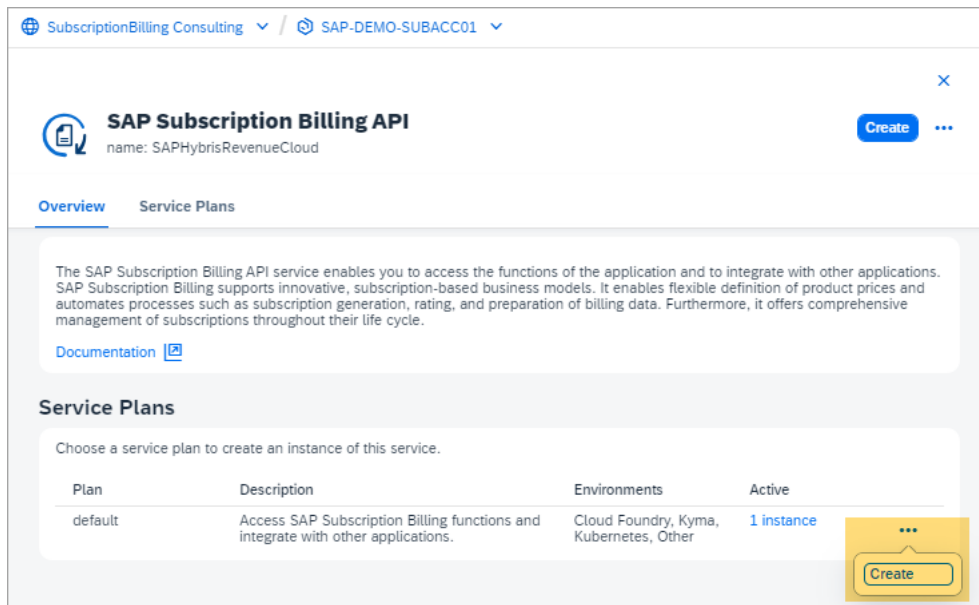 SubscriptionBilling Consulting / SAP-DEMO-SUBACC01
SAP Subscription Billing API
name: SAPHybrisRevenueCloud
Create
Overview Service Plans
The SAP Subscription Billing API service enables you to access the functions of the application and to integrate with other applications.
SAP Subscription Billing supports innovative, subscription-based business models. It enables flexible definition of product prices and
automates processes such as subscription generation, rating, and preparation of billing data. Furthermore, it offers comprehensive
management of subscriptions throughout their life cycle.
Documentation
Service Plans
Choose a service plan to create an instance of this service.
Plan Description Environments Active
default Access SAP Subscription Billing functions and Cloud Foundry, Kyma, 1 instance
integrate with other applications. Kubernetes, Other
Create